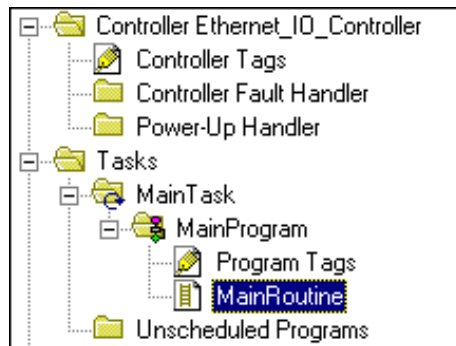 Controller Ethernet_IO_Controller
Controller Tags
Controller Fault Handler
Power-Up Handler
Tasks
MainTask
MainProgram
Program Tags
MainRoutine
Unscheduled Programs